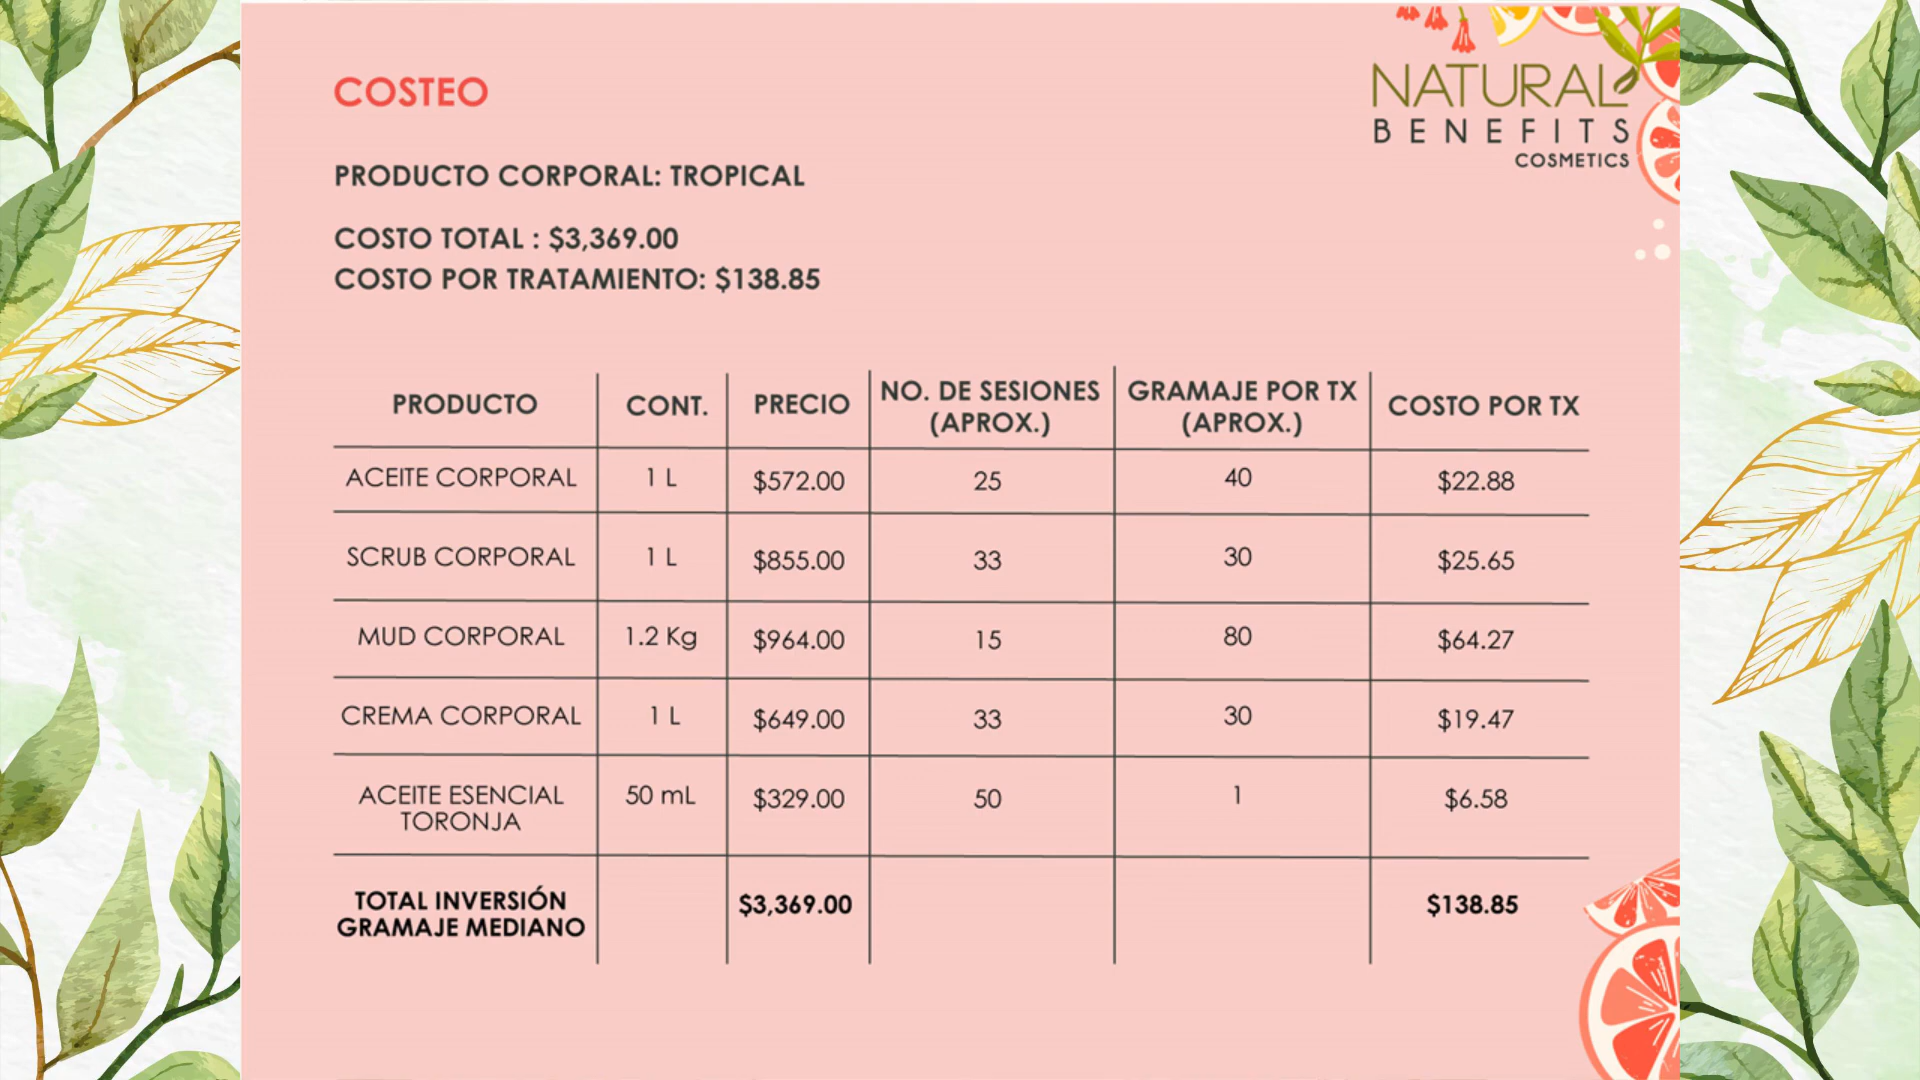 COSTEO
NATURAL
BENEFITS
COSMETICS
PRODUCTO CORPORAL: TROPICAL
COSTO TOTAL : $3,369.00
COSTO POR TRATAMIENTO: $138.85
PRODUCTO CONT. PRECIO NO. DE SESIONES (APROX.) GRAMAJE POR TX (APROX.) COSTO POR TX
ACEITE CORPORAL 1 L $572.00 25 40 $22.88
SCRUB CORPORAL 1 L $855.00 33 30 $25.65
MUD CORPORAL 1.2 Kg $964.00 15 80 $64.27
CREMA CORPORAL 1 L $649.00 33 30 $19.47
ACEITE ESENCIAL TORONJA 50 mL $329.00 50 1 $6.58
TOTAL INVERSIÓN GRAMAJE MEDIANO $3,369.00 $138.85